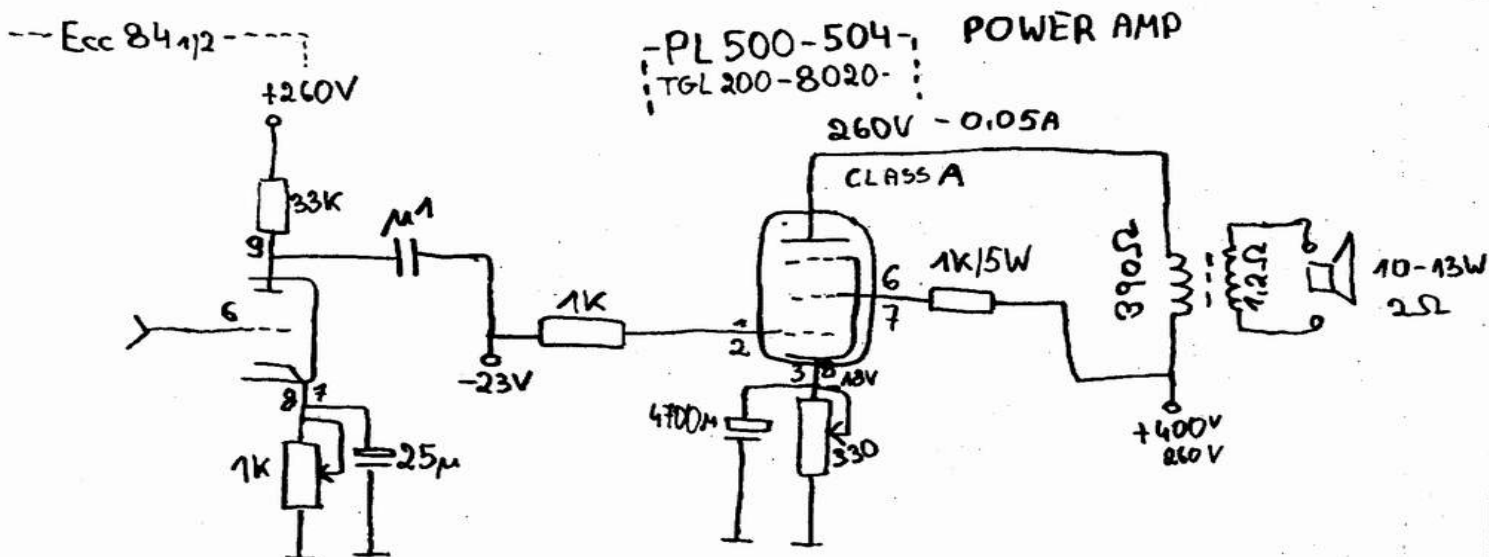 Ecc 84 1/2
+260V
33K
9
µ1
6
8 7
1K
25µ
-23V
1K
-PL 500-504-
TGL 200-8020-
POWER AMP
260V - 0,05A
CLASS A
1
2
6
7
1K/5W
3 8
18V
4700µ
330
390Ω
1,2Ω
10-13W
2Ω
+400V
260V